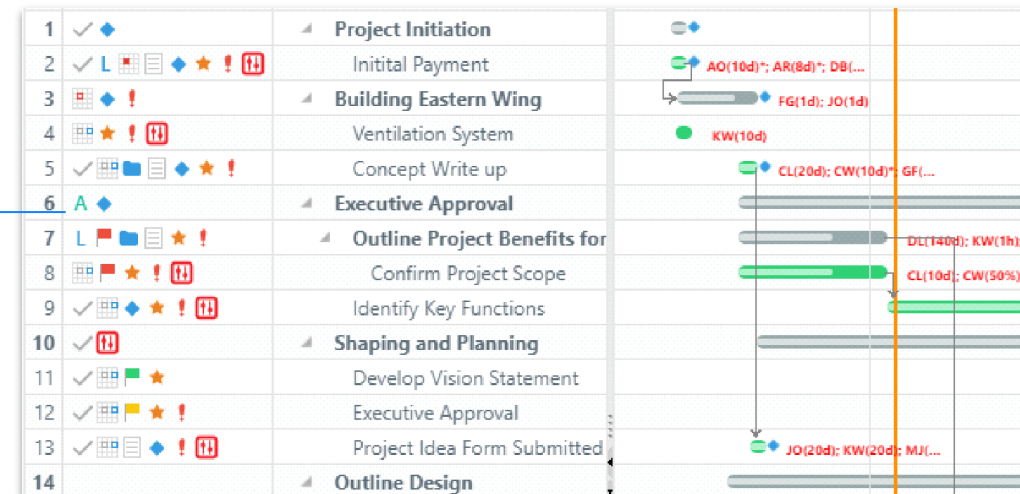 1 Project Initiation
2 L Initital Payment AO(10d)*; AR(8d)*; DB(...
3 Building Eastern Wing FG(1d); JO(1d)
4 Ventilation System KW(10d)
5 Concept Write up CL(20d); CW(10d)*; GF(...
6 A Executive Approval
7 L Outline Project Benefits for DL(140d); KW(1h);
8 Confirm Project Scope CL(10d); CW(50%)
9 Identify Key Functions
10 Shaping and Planning
11 Develop Vision Statement
12 Executive Approval
13 Project Idea Form Submitted JO(20d); KW(20d); MJ(...
14 Outline Design